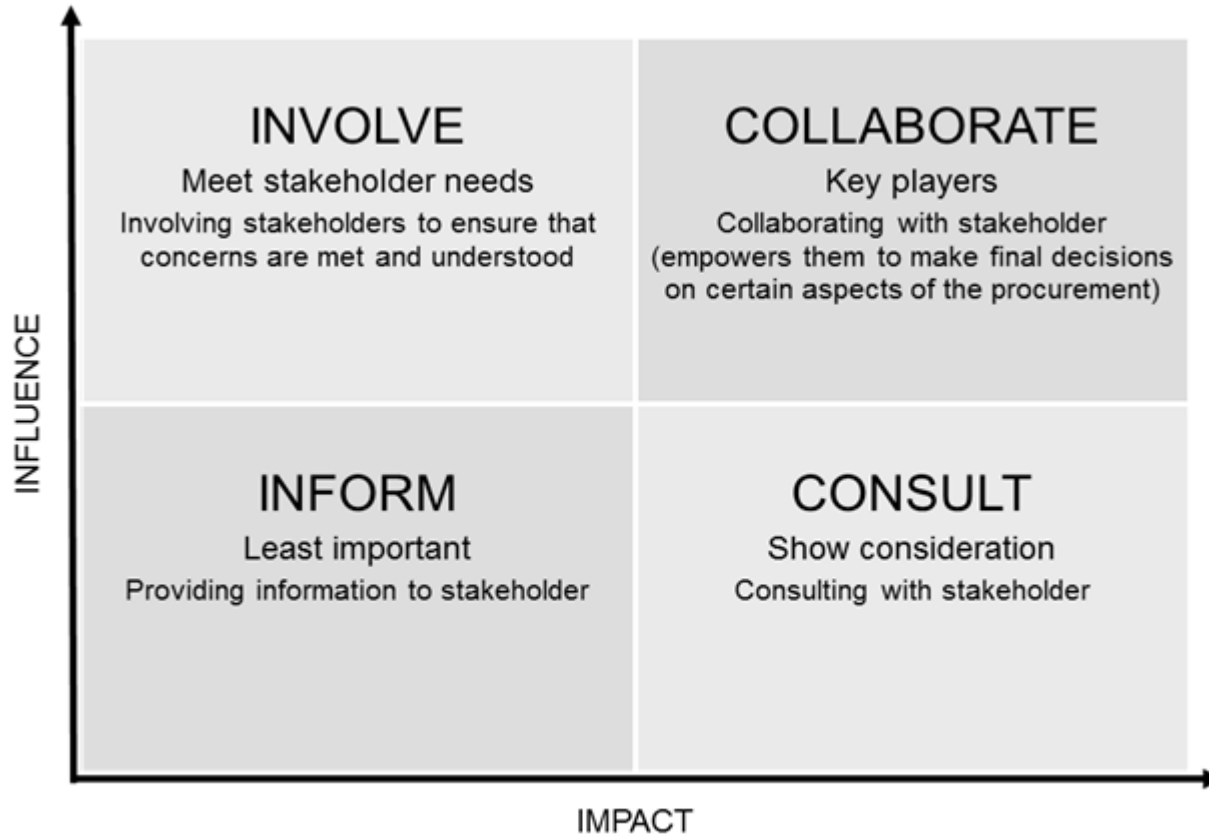 INFLUENCE
INVOLVE
Meet stakeholder needs
Involving stakeholders to ensure that
concerns are met and understood
COLLABORATE
Key players
Collaborating with stakeholder
(empowers them to make final decisions
on certain aspects of the procurement)
INFORM
Least important
Providing information to stakeholder
CONSULT
Show consideration
Consulting with stakeholder
IMPACT